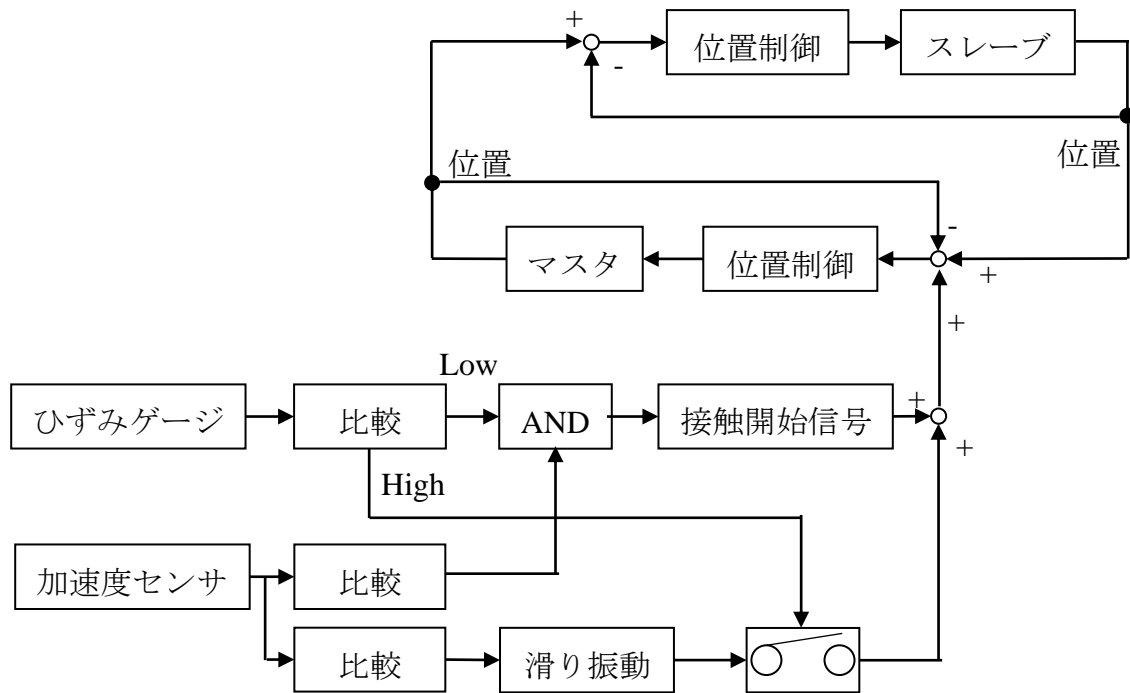 +
位置制御
スレーブ
-
位置
位置
-
マスタ
位置制御
+
+
Low
ひずみゲージ
比較
AND
接触開始信号
+
+
High
加速度センサ
比較
比較
滑り振動